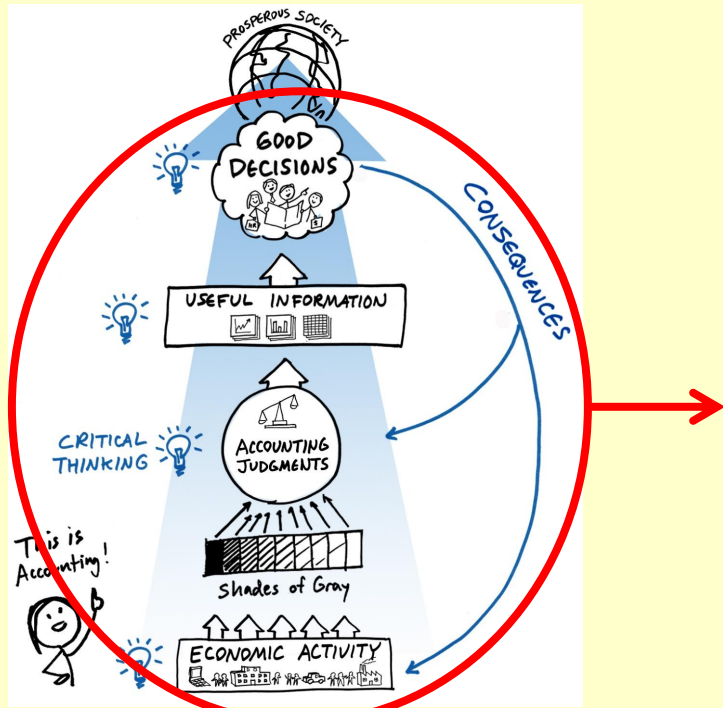 PROSPEROUS SOCIETY
GOOD
DECISIONS
HR
$
CONSEQUENCES
USEFUL INFORMATION
CRITICAL
THINKING
ACCOUNTING
JUDGMENTS
Shades of Gray
This is
Accounting!
ECONOMIC ACTIVITY